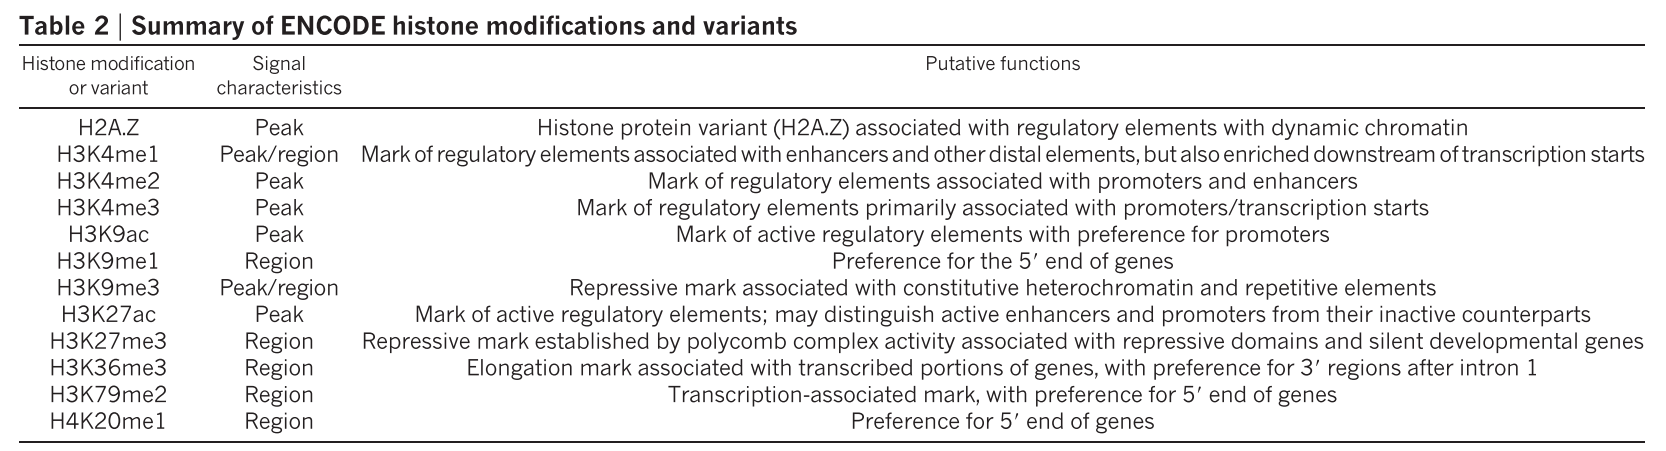 Table 2 | Summary of ENCODE histone modifications and variants
Histone modification or variant Signal characteristics Putative functions
H2A.Z Peak Histone protein variant (H2A.Z) associated with regulatory elements with dynamic chromatin
H3K4me1 Peak/region Mark of regulatory elements associated with enhancers and other distal elements, but also enriched downstream of transcription starts
H3K4me2 Peak Mark of regulatory elements associated with promoters and enhancers
H3K4me3 Peak Mark of regulatory elements primarily associated with promoters/transcription starts
H3K9ac Peak Mark of active regulatory elements with preference for promoters
H3K9me1 Region Preference for the 5′ end of genes
H3K9me3 Peak/region Repressive mark associated with constitutive heterochromatin and repetitive elements
H3K27ac Peak Mark of active regulatory elements; may distinguish active enhancers and promoters from their inactive counterparts
H3K27me3 Region Repressive mark established by polycomb complex activity associated with repressive domains and silent developmental genes
H3K36me3 Region Elongation mark associated with transcribed portions of genes, with preference for 3′ regions after intron 1
H3K79me2 Region Transcription-associated mark, with preference for 5′ end of genes
H4K20me1 Region Preference for 5′ end of genes